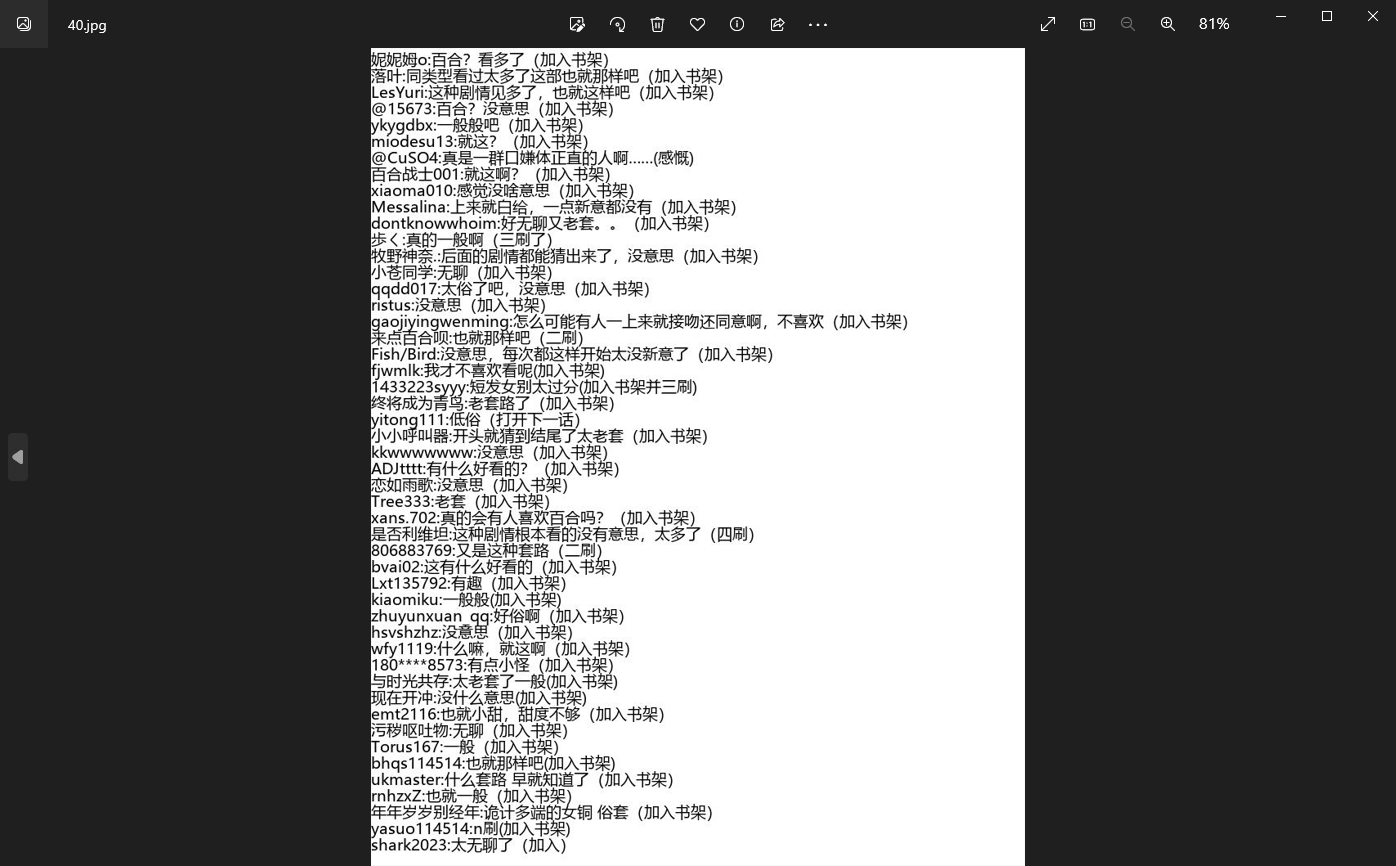 40.jpg
81%
妮妮姆o:百合？看多了（加入书架）
落叶:同类型看过太多了这部也就那样吧（加入书架）
LesYuri:这种剧情见多了，也就这样吧（加入书架）
@15673:百合？没意思（加入书架）
ykygdbx:一般般吧（加入书架）
miodesu13:就这？（加入书架）
@CuSO4:真是一群口嫌体正直的人啊……(感慨)
百合战士001:就这啊？（加入书架）
xiaoma010:感觉没啥意思（加入书架）
Messalina:上来就白给，一点新意都没有（加入书架）
dontknowwhoim:好无聊又老套。。（加入书架）
歩く:真的一般啊（三刷了）
牧野神奈.:后面的剧情都能猜出来了，没意思（加入书架）
小苍同学:无聊（加入书架）
qqdd017:太俗了吧，没意思（加入书架）
ristus:没意思（加入书架）
gaojiyingwenming:怎么可能有人一上来就接吻还同意啊，不喜欢（加入书架）
来点百合呗:也就那样吧（二刷）
Fish/Bird:没意思，每次都这样开始太没新意了（加入书架）
fjwmlk:我才不喜欢看呢(加入书架)
1433223syyy:短发女别太过分(加入书架并三刷)
终将成为青鸟:老套路了（加入书架）
yitong111:低俗（打开下一话）
小小呼叫器:开头就猜到结尾了太老套（加入书架）
kkwwwwwww:没意思（加入书架）
ADJtttt:有什么好看的？（加入书架）
恋如雨歌:没意思（加入书架）
Tree333:老套（加入书架）
xans.702:真的会有人喜欢百合吗？（加入书架）
是否利维坦:这种剧情根本看的没有意思，太多了（四刷）
806883769:又是这种套路（二刷）
bvai02:这有什么好看的（加入书架）
Lxt135792:有趣（加入书架）
kiaomiku:一般般(加入书架)
zhuyunxuan_qq:好俗啊（加入书架）
hsvshzhz:没意思（加入书架）
wfy1119:什么嘛，就这啊（加入书架）
180****8573:有点小怪（加入书架）
与时光共存:太老套了一般(加入书架)
现在开冲:没什么意思(加入书架)
emt2116:也就小甜，甜度不够（加入书架）
污秽呕吐物:无聊（加入书架）
Torus167:一般（加入书架）
bhqs114514:也就那样吧(加入书架)
ukmaster:什么套路 早就知道了（加入书架）
rnhzxZ:也就一般（加入书架）
年年岁岁别经年:诡计多端的女铜 俗套（加入书架）
yasuo114514:n刷(加入书架)
shark2023:太无聊了（加入）